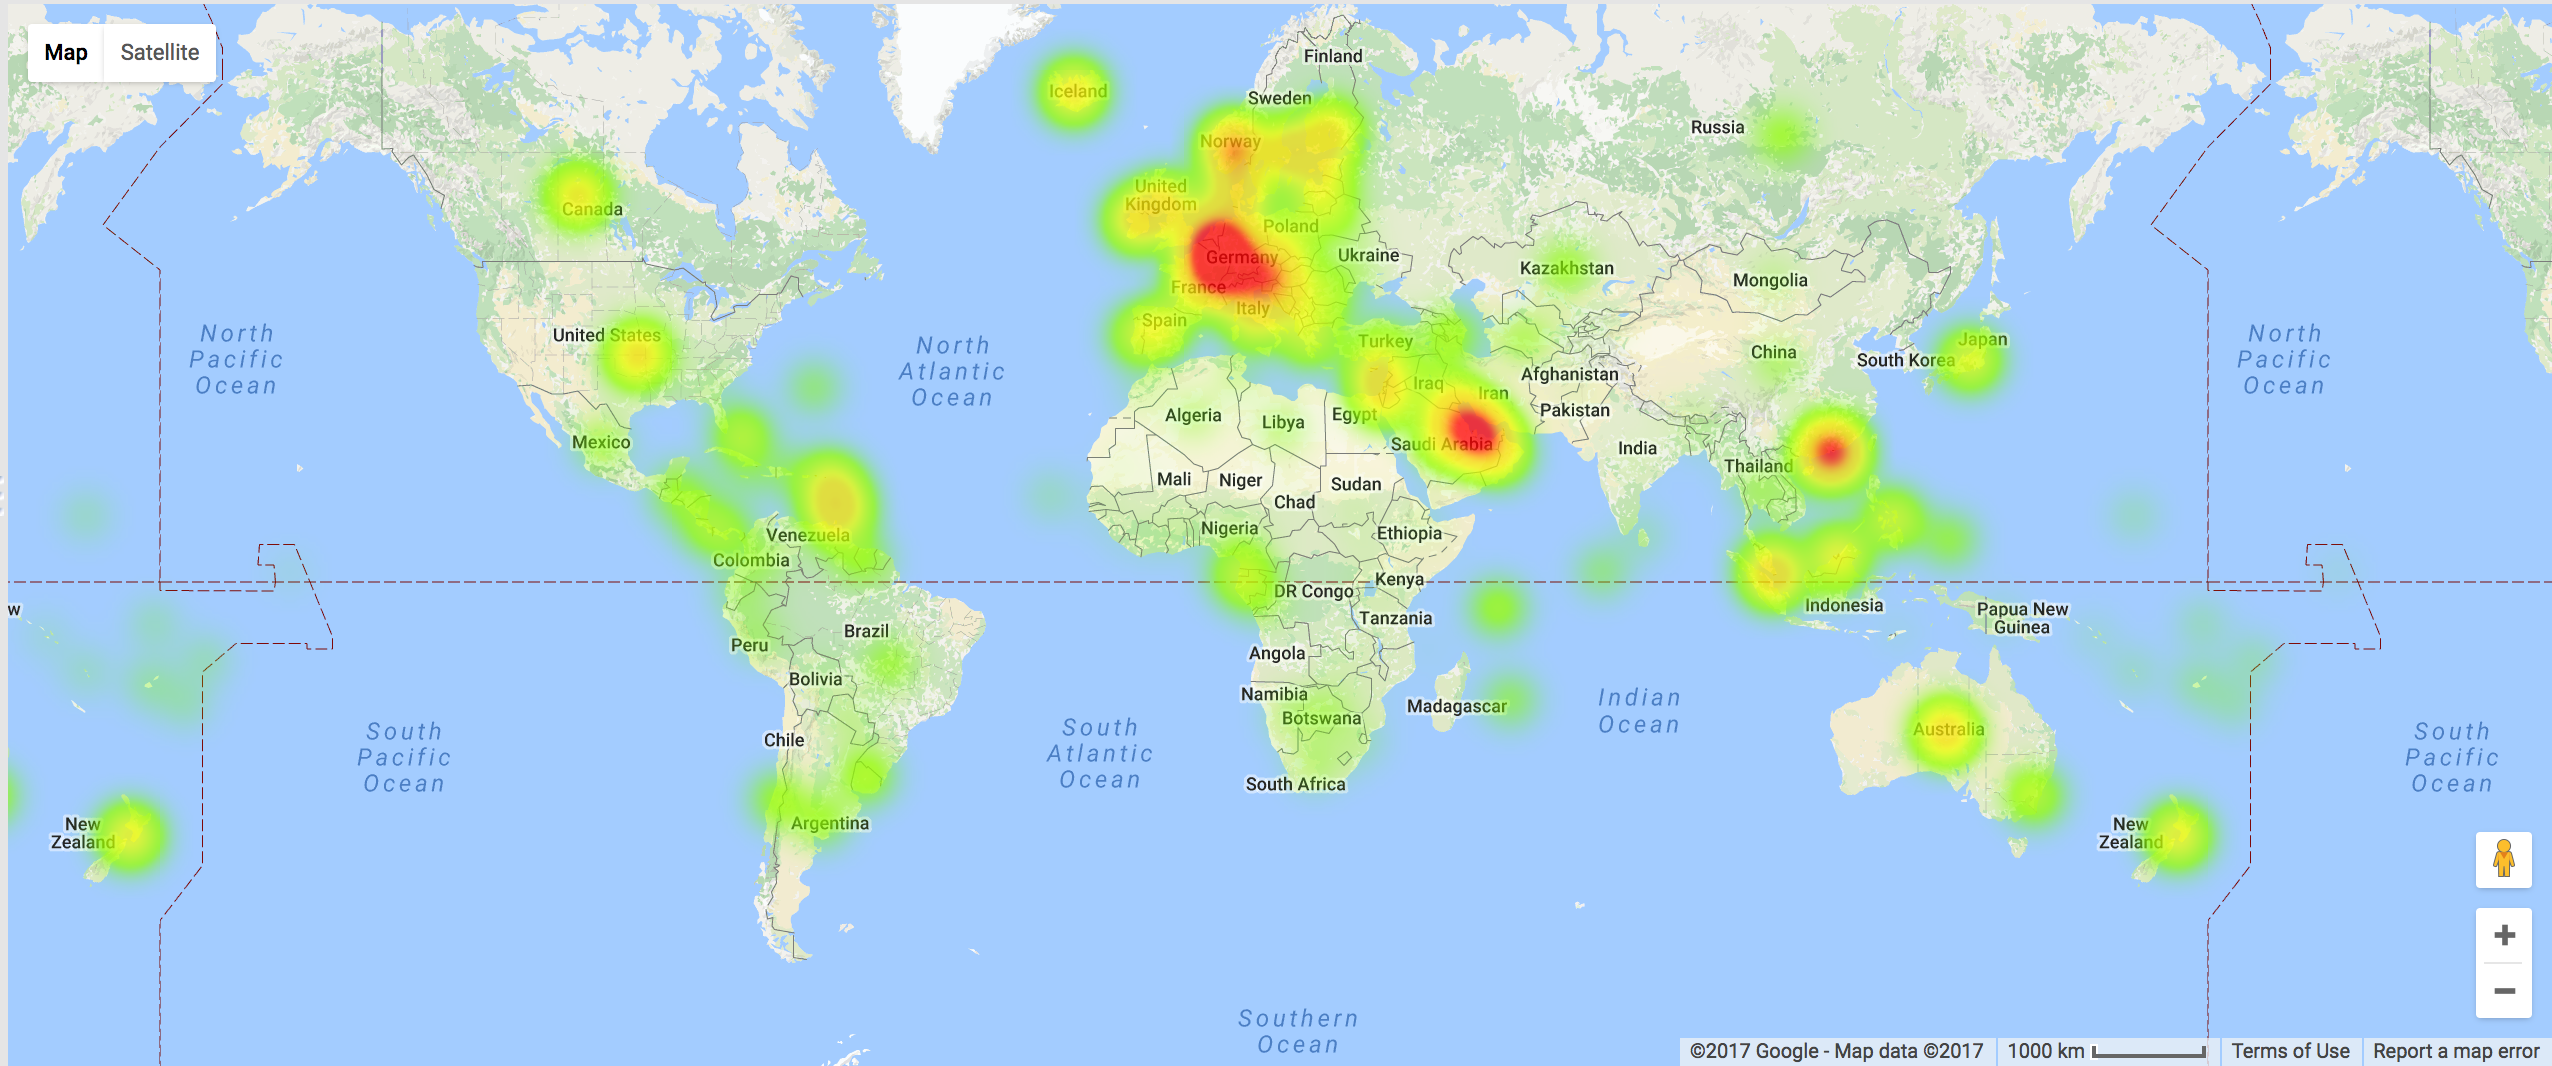 Map Satellite
Finland
Iceland
Sweden
Russia
Norway
United
Kingdom
Canada
Poland
Ukraine
Germany
Kazakhstan
Mongolia
France
Italy
Spain
United States
Turkey
China
South Korea
Japan
North
Pacific
Ocean
North
Atlantic
Ocean
North
Pacific
Ocean
Iraq
Iran
Afghanistan
Pakistan
Algeria
Libya
Egypt
Saudi Arabia
India
Mexico
Thailand
Mali
Niger
Chad
Sudan
Nigeria
Ethiopia
Venezuela
Colombia
Kenya
DR Congo
Tanzania
Indonesia
Papua New
Guinea
w
Brazil
Peru
Bolivia
Angola
Namibia
Botswana
Madagascar
Indian
Ocean
South
Pacific
Ocean
Chile
South
Atlantic
Ocean
Australia
South
Pacific
Ocean
South Africa
Argentina
New
Zealand
New
Zealand
Southern
Ocean
©2017 Google - Map data ©2017 1000 km Terms of Use Report a map error